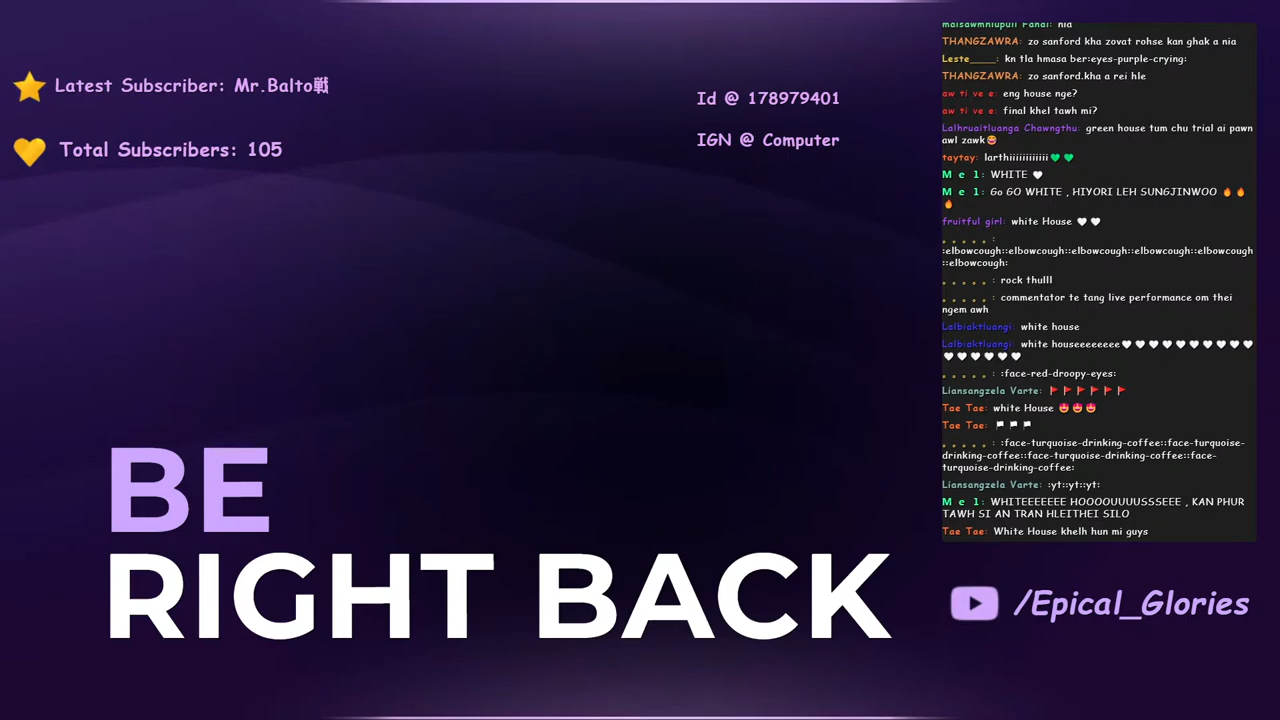 Latest Subscriber: Mr.Balto戦
Total Subscribers: 105
Id @ 178979401
IGN @ Computer
BE
RIGHT BACK
nia
THANGZAWRA: zo sanford kha zovat rohse kan ghak a nia
Leste____: kn tla hmasa ber:eyes-purple-crying:
THANGZAWRA: zo sanford.kha a rei hle
aw ti ve e: eng house nge?
aw ti ve e: final khel tawh mi?
Lalhruaitluanga Chawngthu: green house tum chu trial ai pawn
awl zawk🤩
taytay: larthiiiiiiiiiiii💚 💚
M e l: WHITE 🤍
M e l: Go GO WHITE , HIYORI LEH SUNGJINWOO 🔥 🔥
🔥
fruitful girl: white House 🤍 🤍
。。。。。:
:elbowcough::elbowcough::elbowcough::elbowcough::elbowcough
::elbowcough:
。。。。。: rock thulll
。。。。。: commentator te tang live performance om thei
ngem awh
Lalbiaktluangi: white house
Lalbiaktluangi: white houseeeeeeee🤍 🤍 🤍 🤍 🤍 🤍 🤍 🤍 🤍 🤍
🤍 🤍 🤍 🤍 🤍 🤍
。。。。。: :face-red-droopy-eyes:
Liansangzela Varte: 🚩 🚩 🚩 🚩 🚩 🚩
Tae Tae: white House 🤩 🤩 🤩
Tae Tae: 🏳 🏳 🏳
。。。。。: :face-turquoise-drinking-coffee::face-turquoise-
drinking-coffee::face-turquoise-drinking-coffee::face-
turquoise-drinking-coffee:
Liansangzela Varte: :yt::yt::yt:
M e l: WHITEEEEEE HOOOOUUUUSSSEEE , KAN PHUR
TAWH SI AN TRAN HLEITHEI SILO
Tae Tae: White House khelh hun mi guys
/Epical_Glories